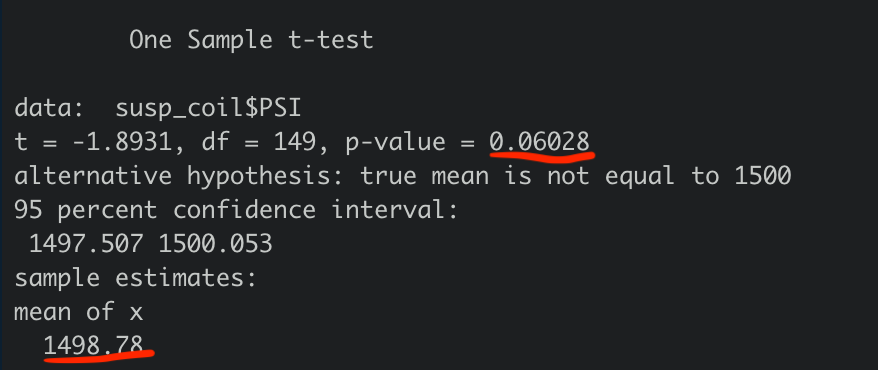 One Sample t-test
data:  susp_coil$PSI
t = -1.8931, df = 149, p-value = 0.06028
alternative hypothesis: true mean is not equal to 1500
95 percent confidence interval:
1497.507 1500.053
sample estimates:
mean of x
1498.78